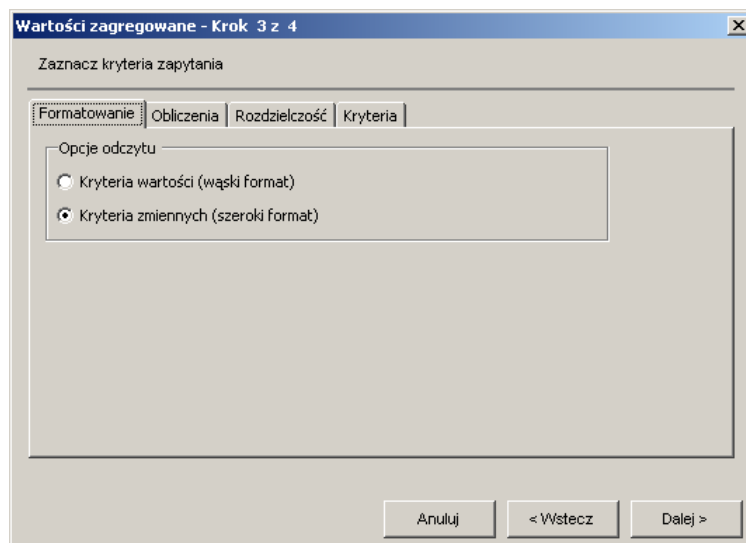 Wartości zagregowane - Krok 3 z 4
Zaznacz kryteria zapytania
Formatowanie Obliczenia Rozdzielczość Kryteria
Opcje odczytu
Kryteria wartości (wąski format)
Kryteria zmiennych (szeroki format)
Anuluj < Wstecz Dalej >